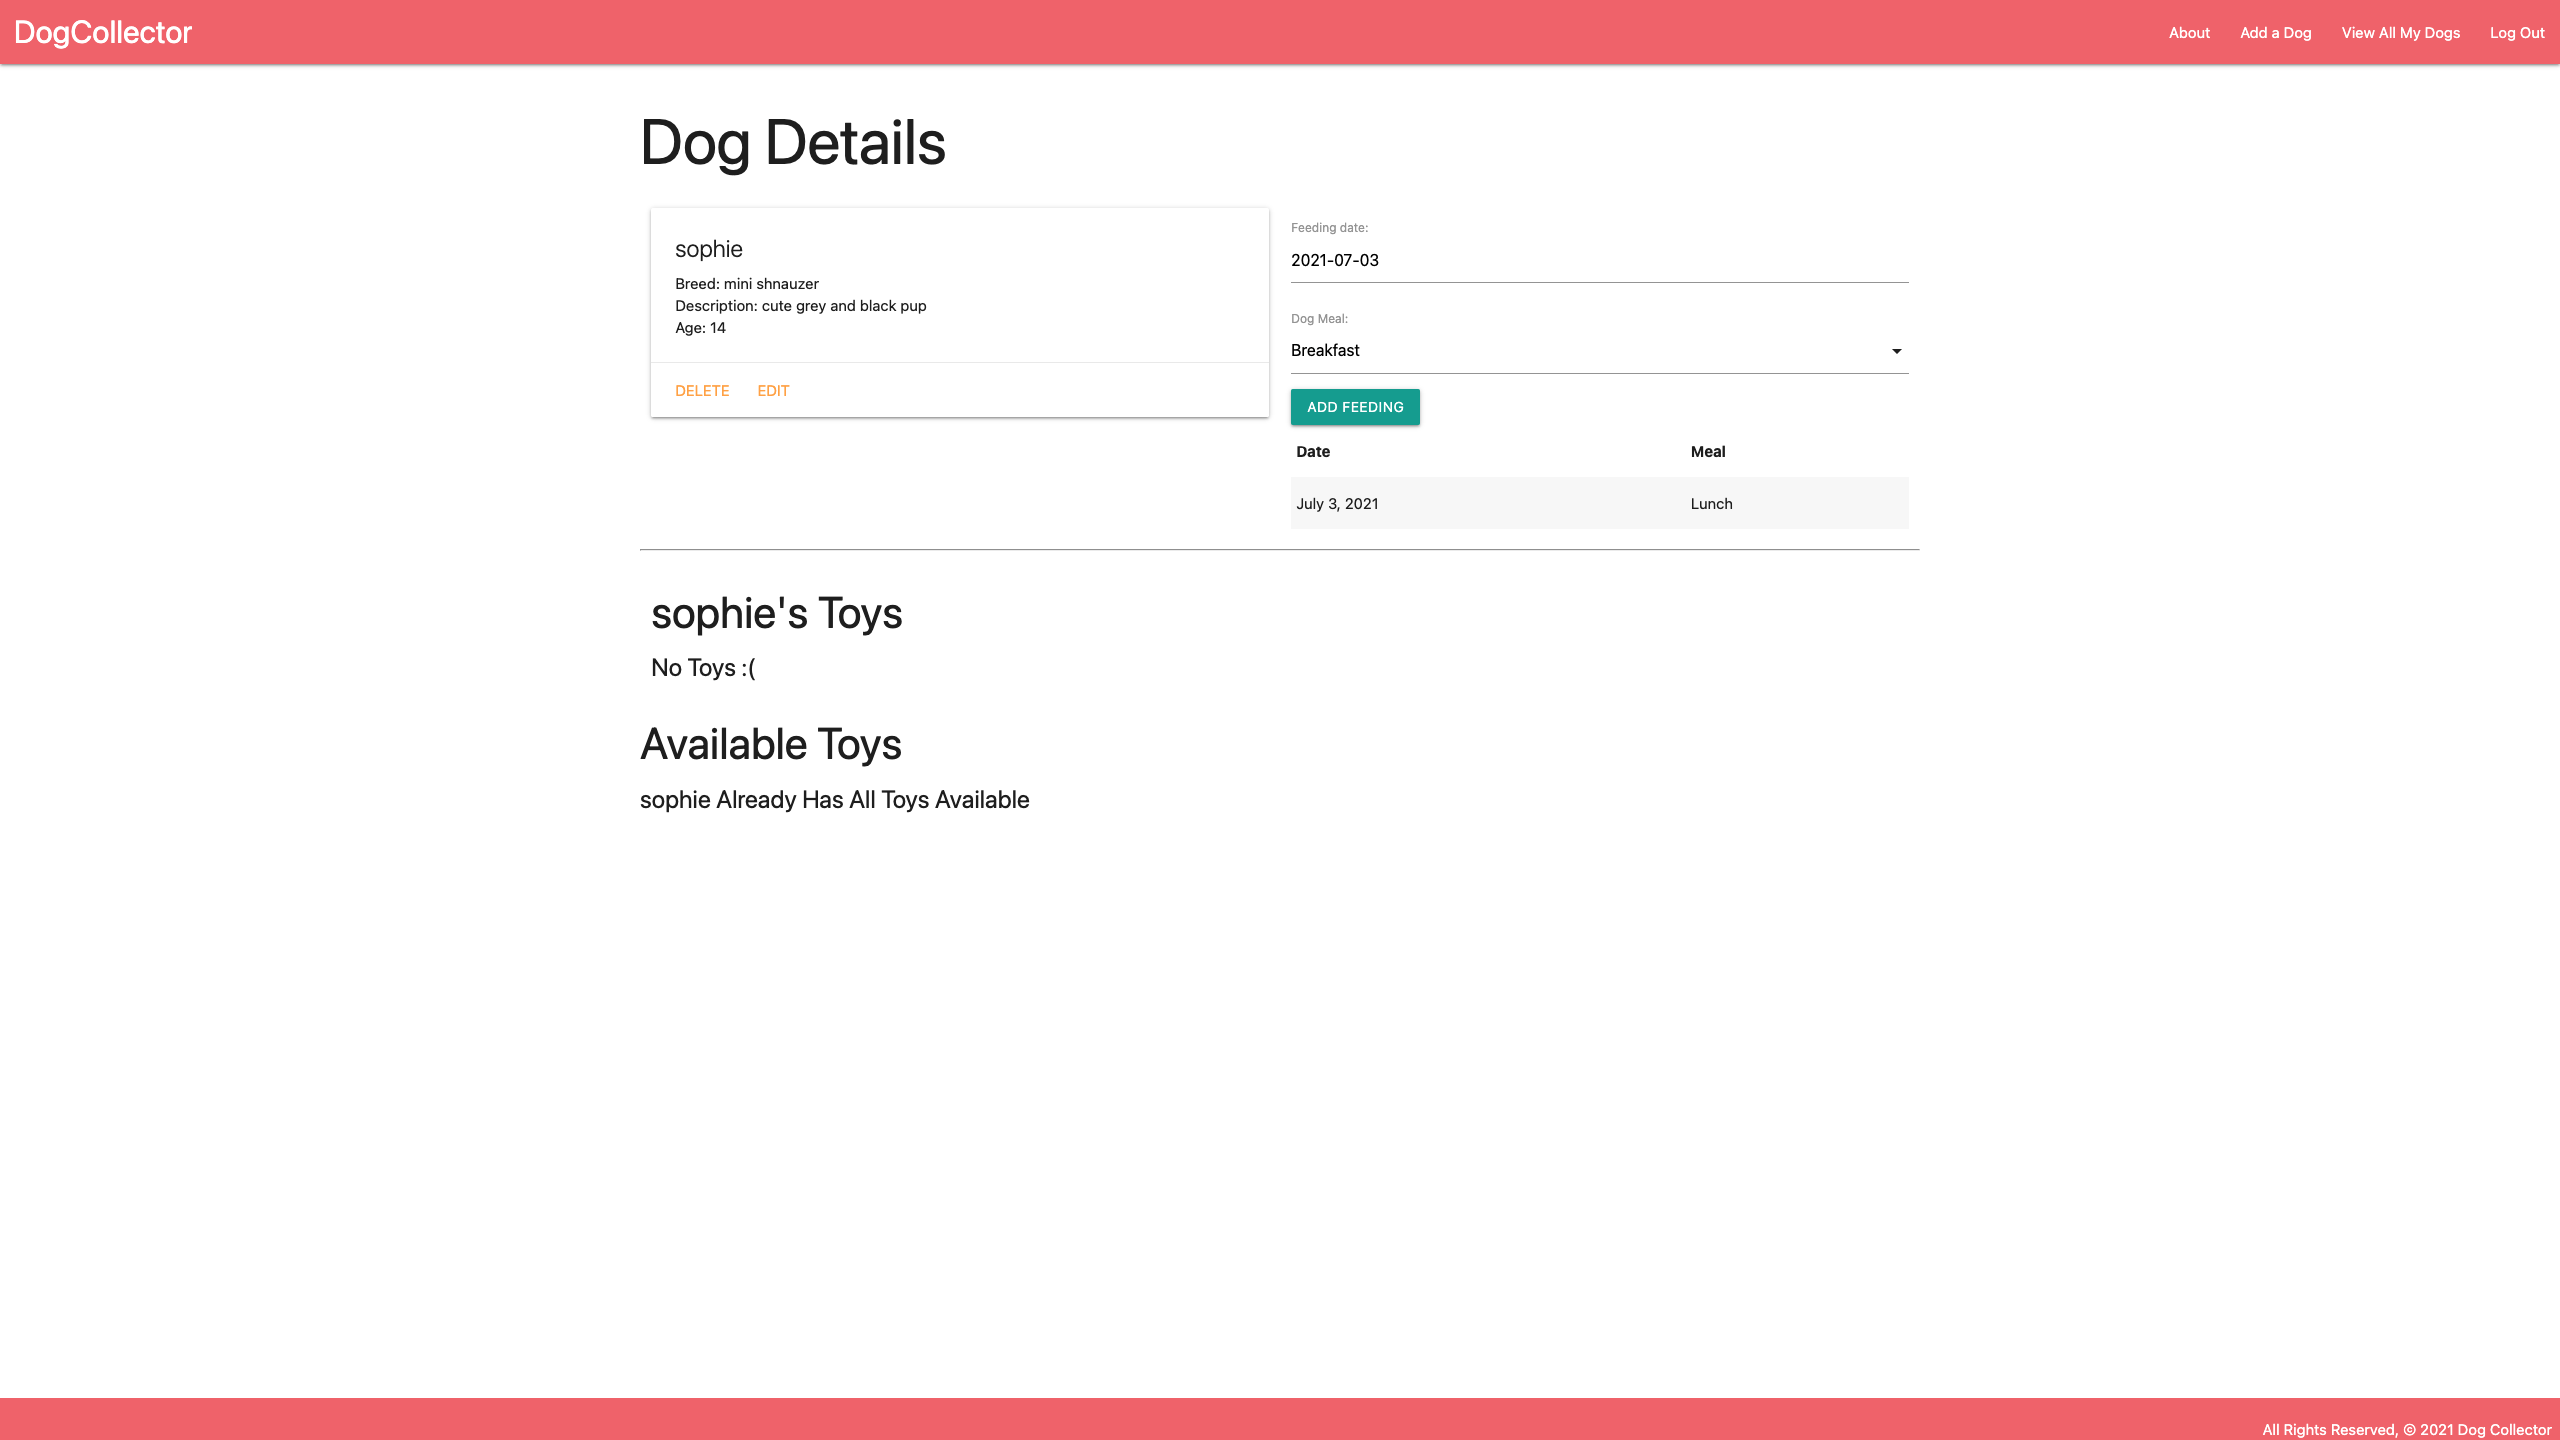 DogCollector
About Add a Dog View All My Dogs Log Out
Dog Details
sophie
Breed: mini shnauzer
Description: cute grey and black pup
Age: 14
DELETE EDIT
Feeding date:
2021-07-03
Dog Meal:
Breakfast
ADD FEEDING
Date Meal
July 3, 2021 Lunch
sophie's Toys
No Toys :(
Available Toys
sophie Already Has All Toys Available
All Rights Reserved, © 2021 Dog Collector